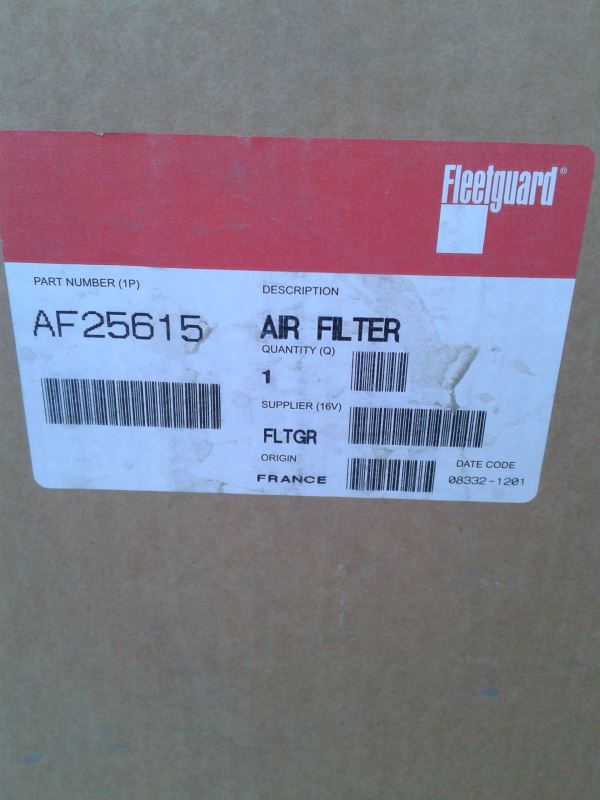 Fleetguard®
PART NUMBER (1P)
AF25615
DESCRIPTION
AIR FILTER
QUANTITY (Q)
1
SUPPLIER (16V)
FLTGR
ORIGIN
FRANCE
DATE CODE
08332-1201